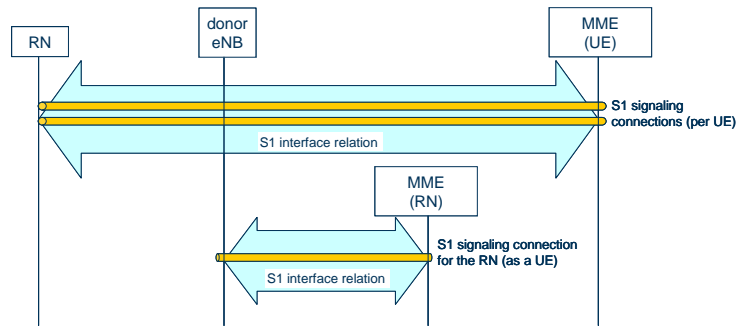 RN
donor
eNB
MME
(UE)
S1 signaling
connections (per UE)
S1 interface relation
MME
(RN)
S1 signaling connection
for the RN (as a UE)
S1 interface relation